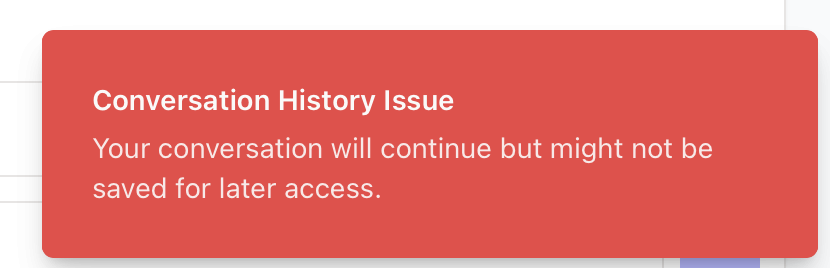 Conversation History Issue
Your conversation will continue but might not be
saved for later access.